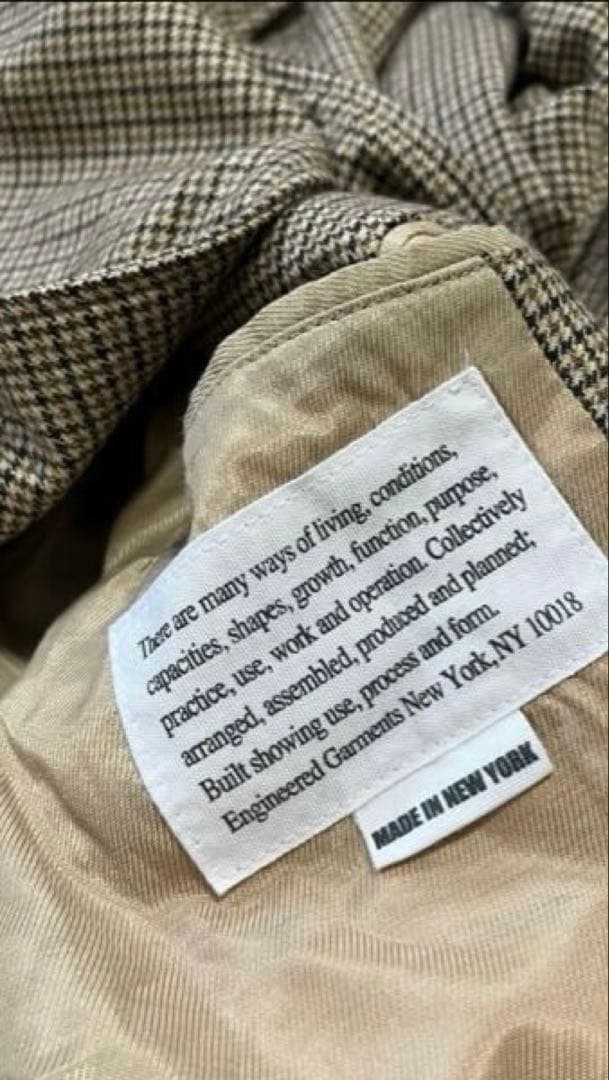 There are many ways of living, conditions,
capacities, shapes, growth, function, purpose,
practice, use, work and operation. Collectively
arranged, assembled, produced and planned;
Built showing use, process and form.
Engineered Garments New York, NY 10018
MADE IN NEW YORK